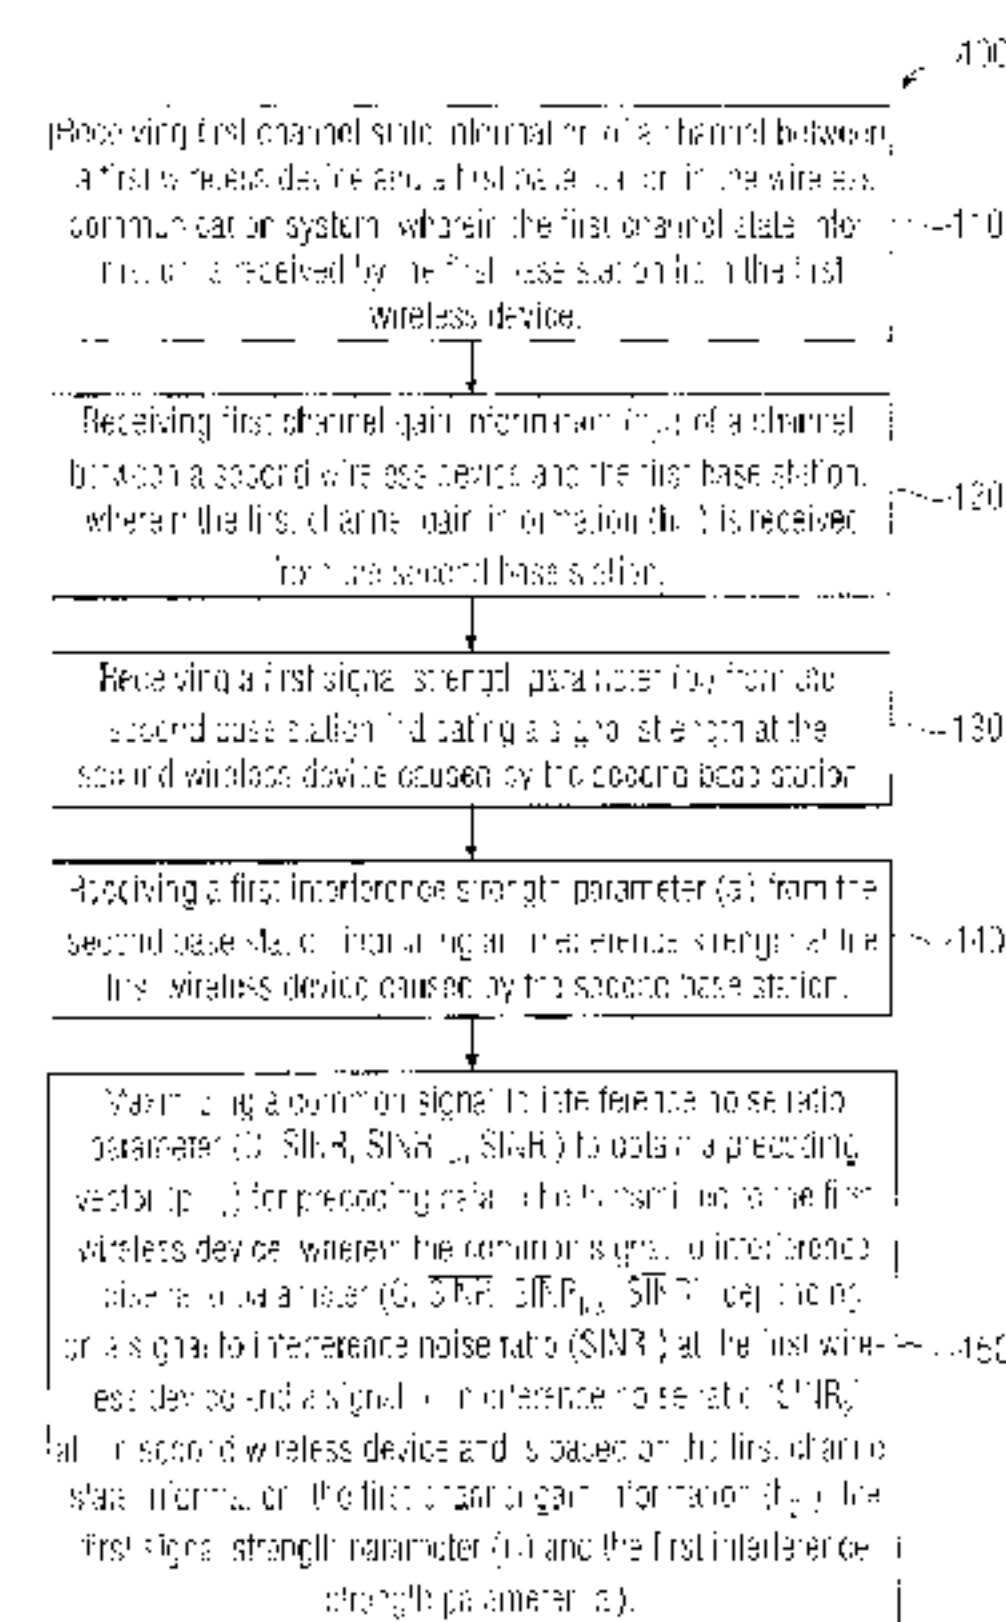 400
Receiving first channel state information of a channel between
a first wireless device and a first base station in the wireless
communication system, wherein the first channel state infor-
mation is received by the first base station from the first
wireless device.
110
Receiving first channel gain information of a channel
between a second wireless device and the first base station,
wherein the first channel gain information is received
from the second base station.
120
Receiving a first signal strength parameter from the
second base station indicating a signal strength at the
second wireless device caused by the second base station
130
Receiving a first interference strength parameter from the
second base station indicating an interference strength at the
first wireless device caused by the second base station.
140
Maximizing a common signal to interference noise ratio
parameter to obtain a precoding
vector for precoding data to be transmitted to the first
wireless device, wherein the common signal to interference
noise ratio parameter depending
on a signal to interference noise ratio at the first wire-
less device and a signal to interference noise ratio
at the second wireless device and is based on the first channel
state information, the first channel gain information the
first signal strength parameter and the first interference
strength parameter